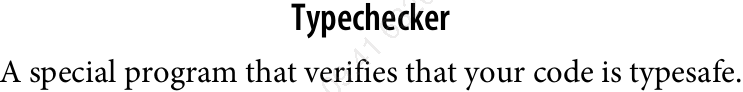 Typechecker
A special program that verifies that your code is typesafe.